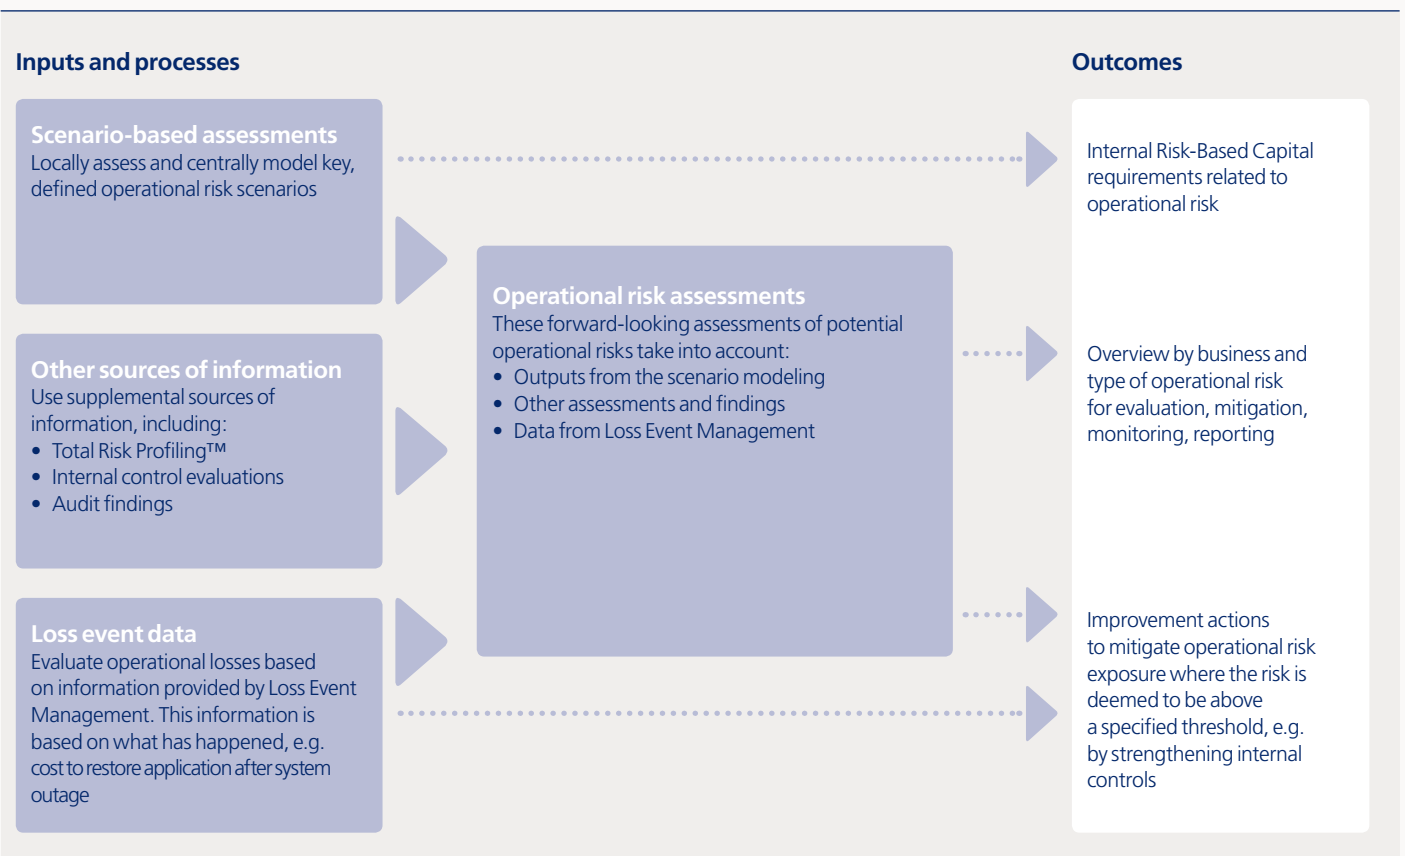 Inputs and processes
Outcomes
Scenario-based assessments
Locally assess and centrally model key,
defined operational risk scenarios
Other sources of information
Use supplemental sources of
information, including:
• Total Risk Profiling™
• Internal control evaluations
• Audit findings
Loss event data
Evaluate operational losses based
on information provided by Loss Event
Management. This information is
based on what has happened, e.g.
cost to restore application after system
outage
Operational risk assessments
These forward-looking assessments of potential
operational risks take into account:
• Outputs from the scenario modeling
• Other assessments and findings
• Data from Loss Event Management
Internal Risk-Based Capital
requirements related to
operational risk
Overview by business and
type of operational risk
for evaluation, mitigation,
monitoring, reporting
Improvement actions
to mitigate operational risk
exposure where the risk is
deemed to be above
a specified threshold, e.g.
by strengthening internal
controls